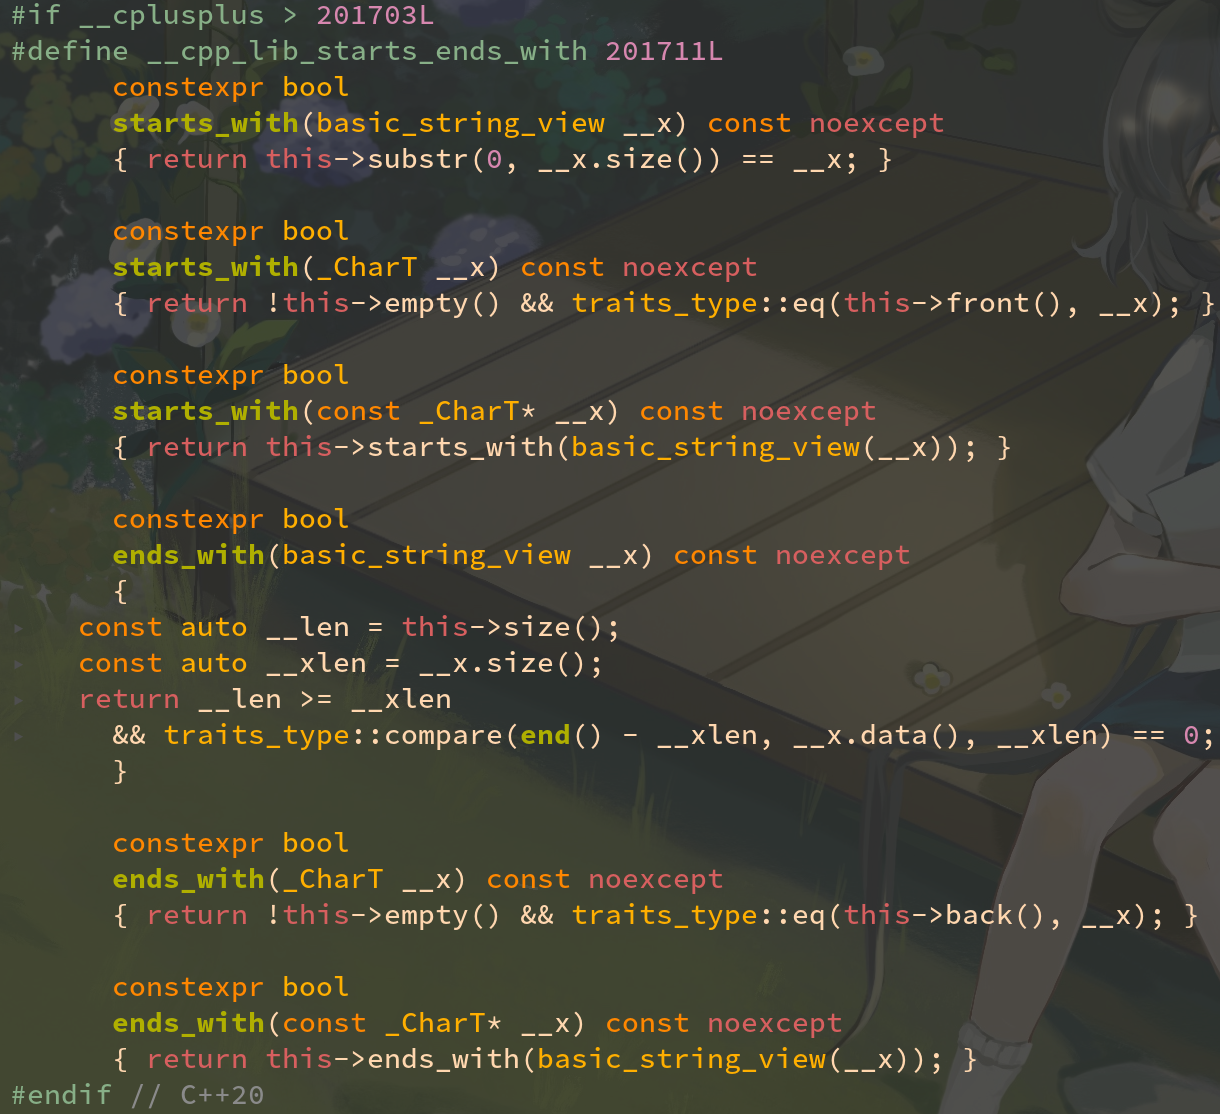 #if __cplusplus > 201703L
#define __cpp_lib_starts_ends_with 201711L
      constexpr bool
      starts_with(basic_string_view __x) const noexcept
      { return this->substr(0, __x.size()) == __x; }

      constexpr bool
      starts_with(_CharT __x) const noexcept
      { return !this->empty() && traits_type::eq(this->front(), __x); }

      constexpr bool
      starts_with(const _CharT* __x) const noexcept
      { return this->starts_with(basic_string_view(__x)); }

      constexpr bool
      ends_with(basic_string_view __x) const noexcept
      {
    const auto __len = this->size();
    const auto __xlen = __x.size();
    return __len >= __xlen
      && traits_type::compare(end() - __xlen, __x.data(), __xlen) == 0;
      }

      constexpr bool
      ends_with(_CharT __x) const noexcept
      { return !this->empty() && traits_type::eq(this->back(), __x); }

      constexpr bool
      ends_with(const _CharT* __x) const noexcept
      { return this->ends_with(basic_string_view(__x)); }
#endif // C++20